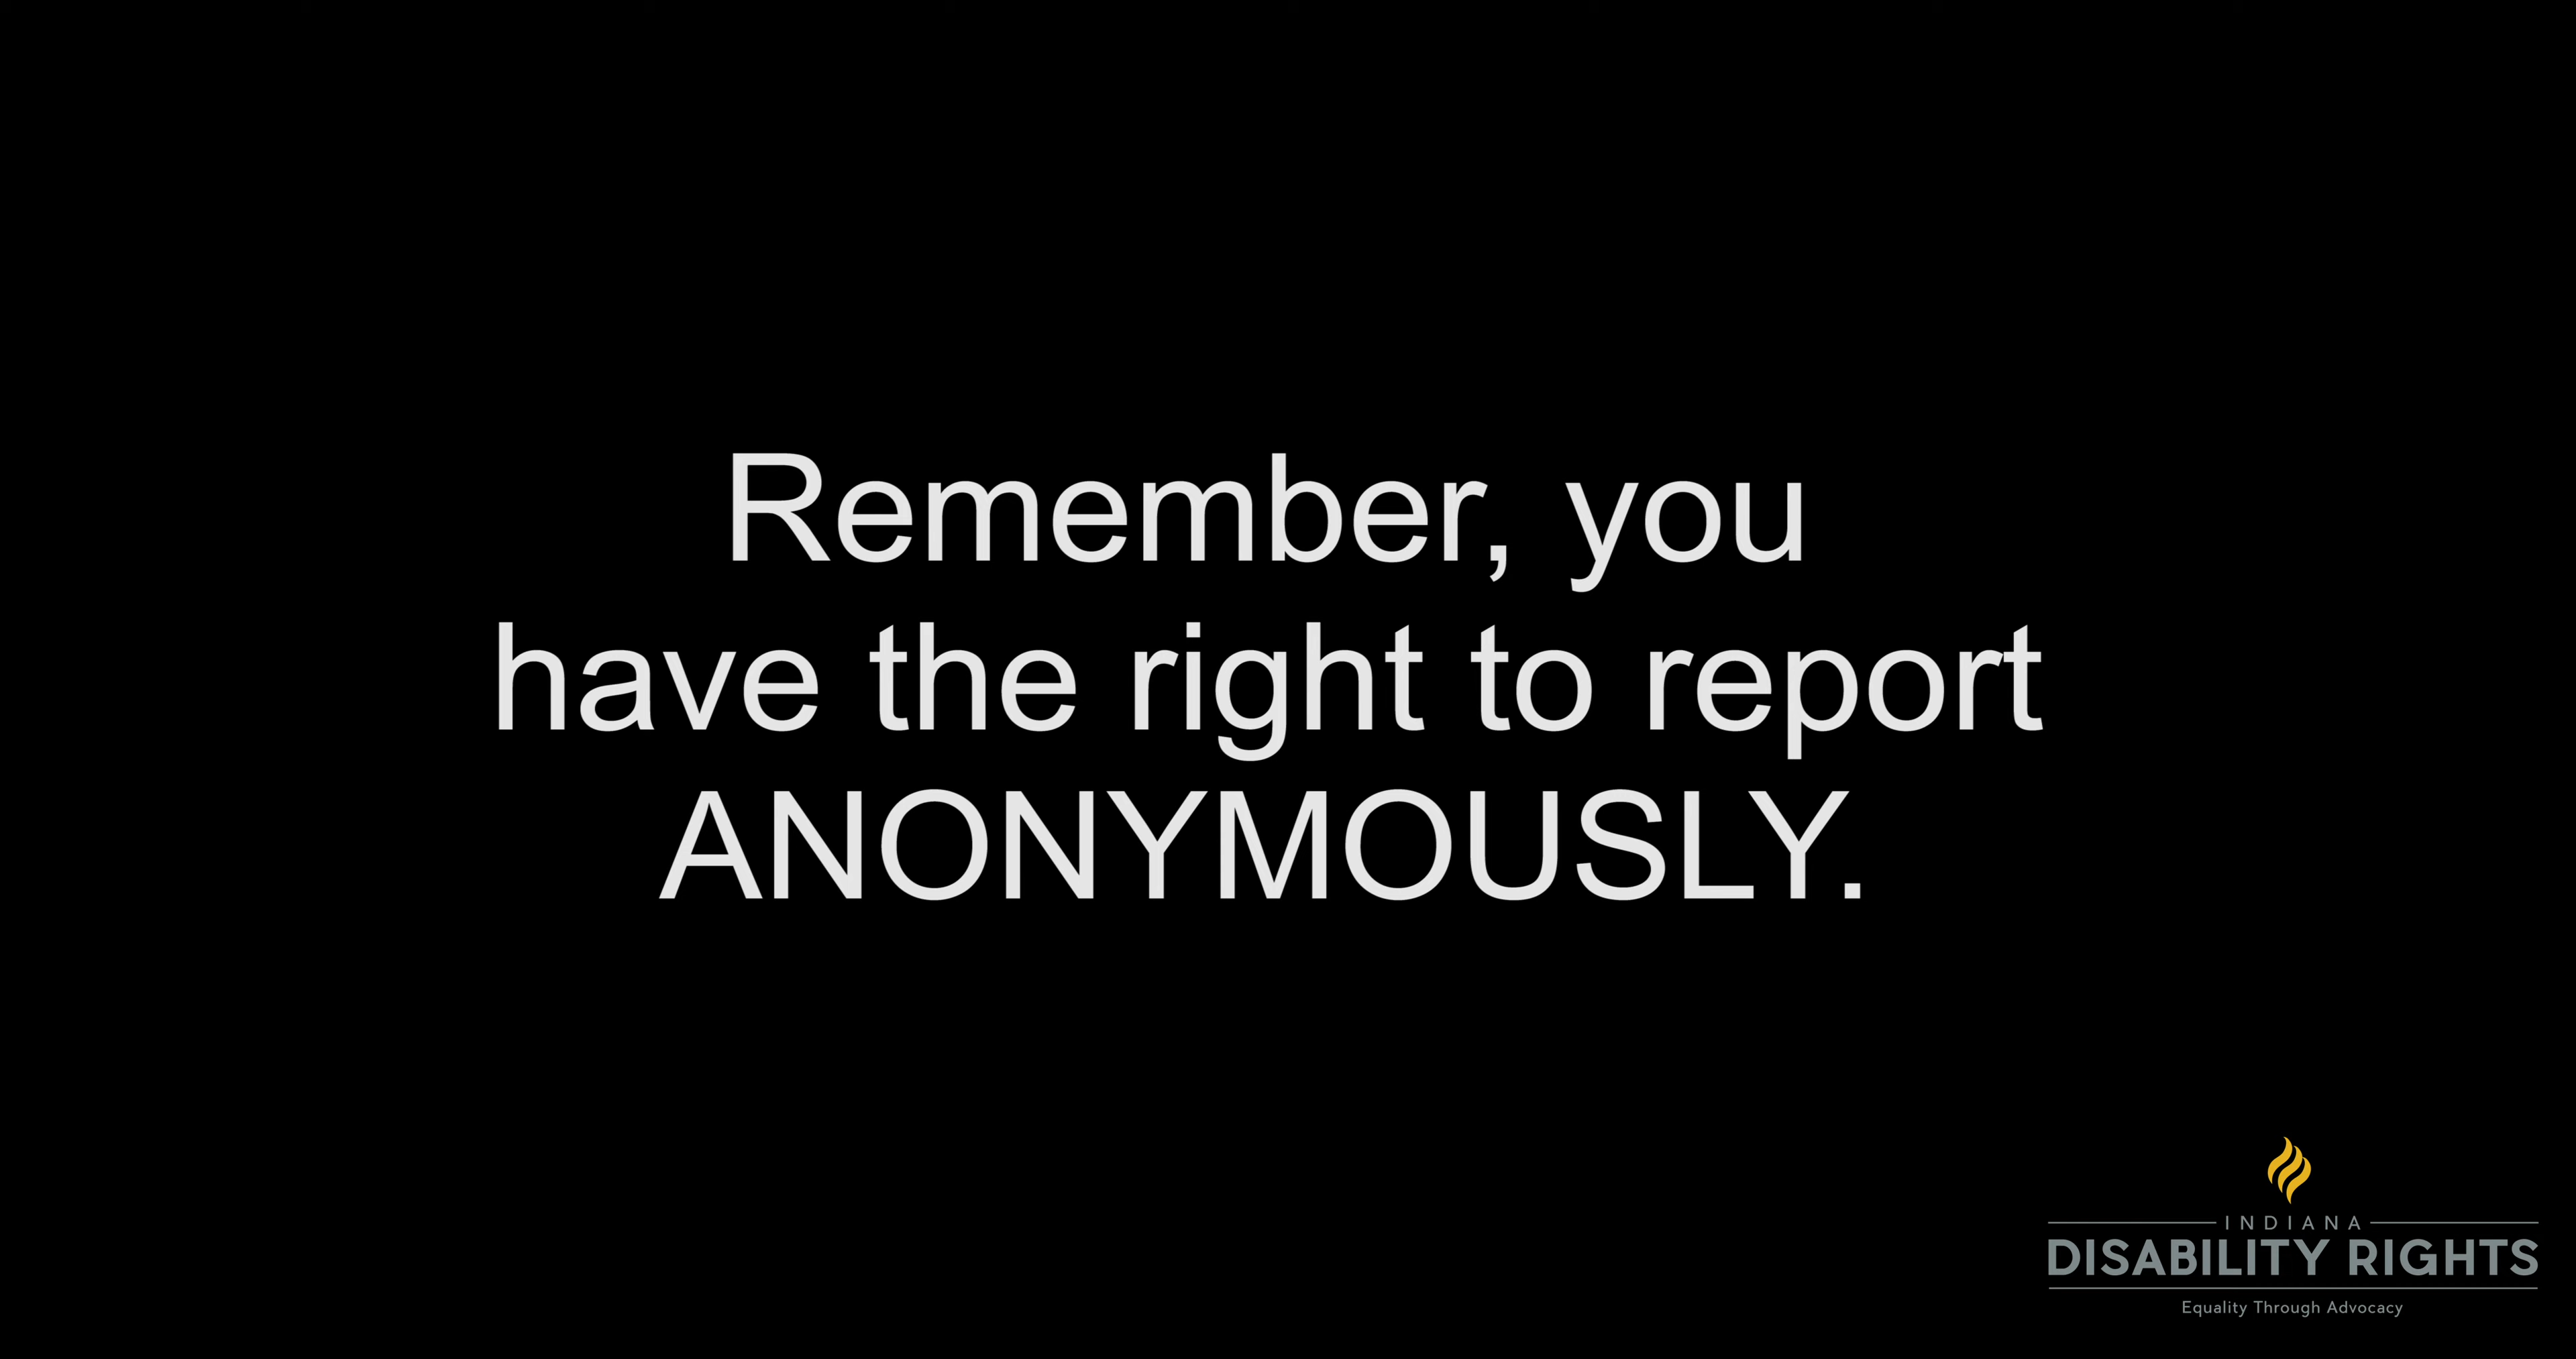 Remember, you
have the right to report
ANONYMOUSLY.
INDIANA
DISABILITY RIGHTS
Equality Through Advocacy